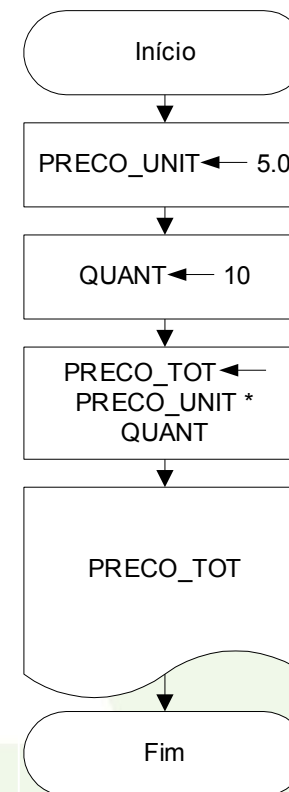 Início
PRECO_UNIT 5.0
QUANT 10
PRECO_TOT
PRECO_UNIT *
QUANT
PRECO_TOT
Fim